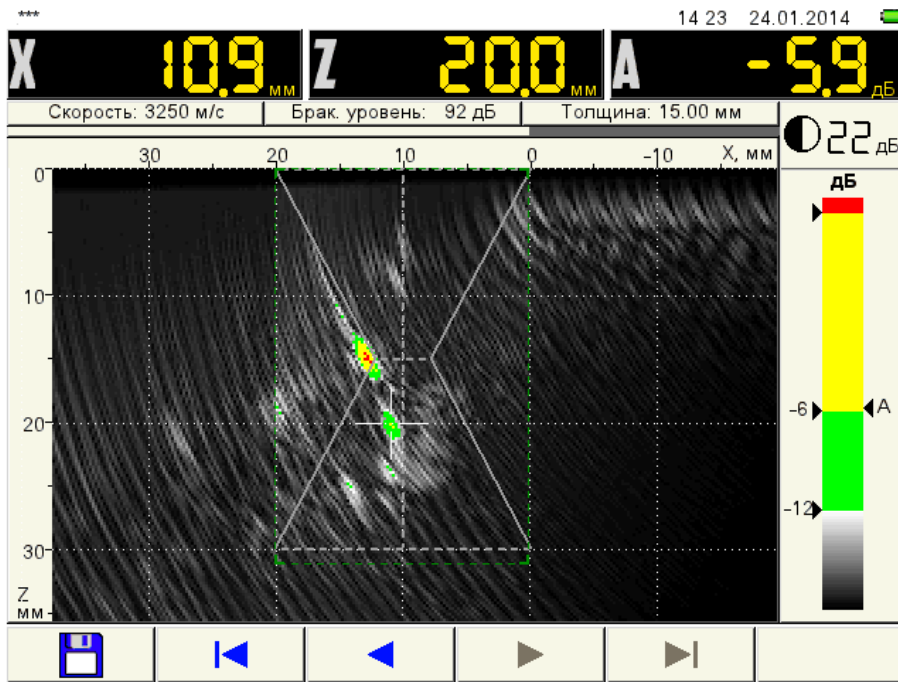 *** 14 23 24.01.2014
X 10.9 мм Z 20.0 мм A -5.9 дБ
Скорость: 3250 м/с Брак. уровень: 92 дБ Толщина: 15.00 мм
22 дБ
30 20 10 0 -10 X, мм
дБ
0
10
20
30
Z
мм
-6 A
-12